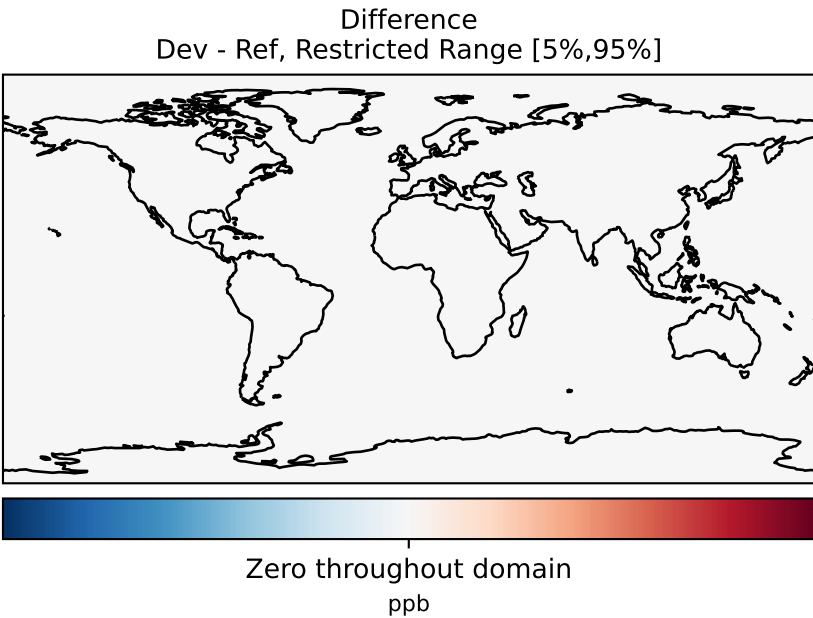 Difference
Dev - Ref, Restricted Range [5%,95%]
Zero throughout domain
ppb